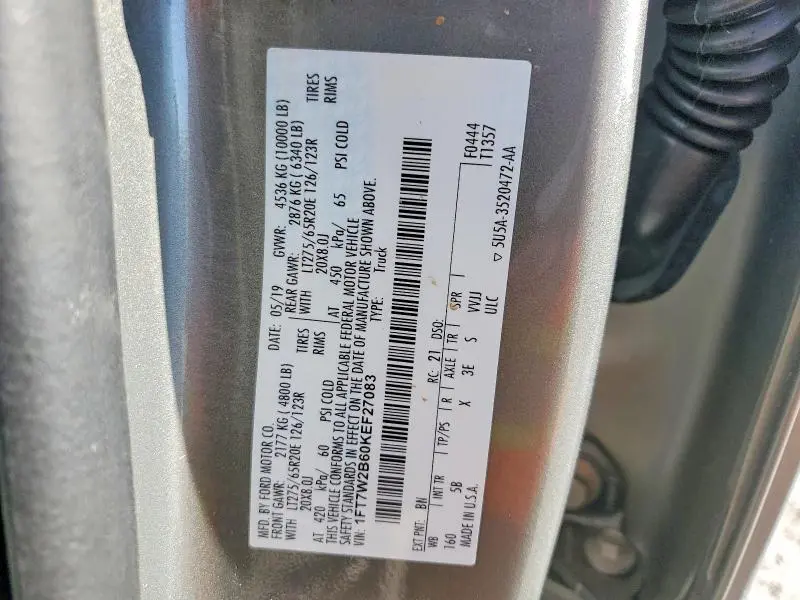 MFD. BY FORD MOTOR CO.
DATE: 05/19 GVWR: 4536 KG (10000 LB)
FRONT GAWR: 2177 KG ( 4800 LB) REAR GAWR: 2876 KG ( 6340 LB)
WITH LT275/65R20E 126/123R TIRES WITH LT275/65R20E 126/123R TIRES
20X8.0J RIMS 20X8.0J RIMS
AT 420 kPa/ 60 PSI COLD AT 450 kPa/ 65 PSI COLD
THIS VEHICLE CONFORMS TO ALL APPLICABLE FEDERAL MOTOR VEHICLE
SAFETY STANDARDS IN EFFECT ON THE DATE OF MANUFACTURE SHOWN ABOVE.
VIN: 1FT7W2B60KEF27083 TYPE: Truck
EXT PNT: BN RC: 21 DSO: F0444
WB INT TR TP/PS R AXLE TR SPR T1357
160 5B X 3E S VVJJ
MADE IN U.S.A. ULC ▽ 5U5A-3520472-AA